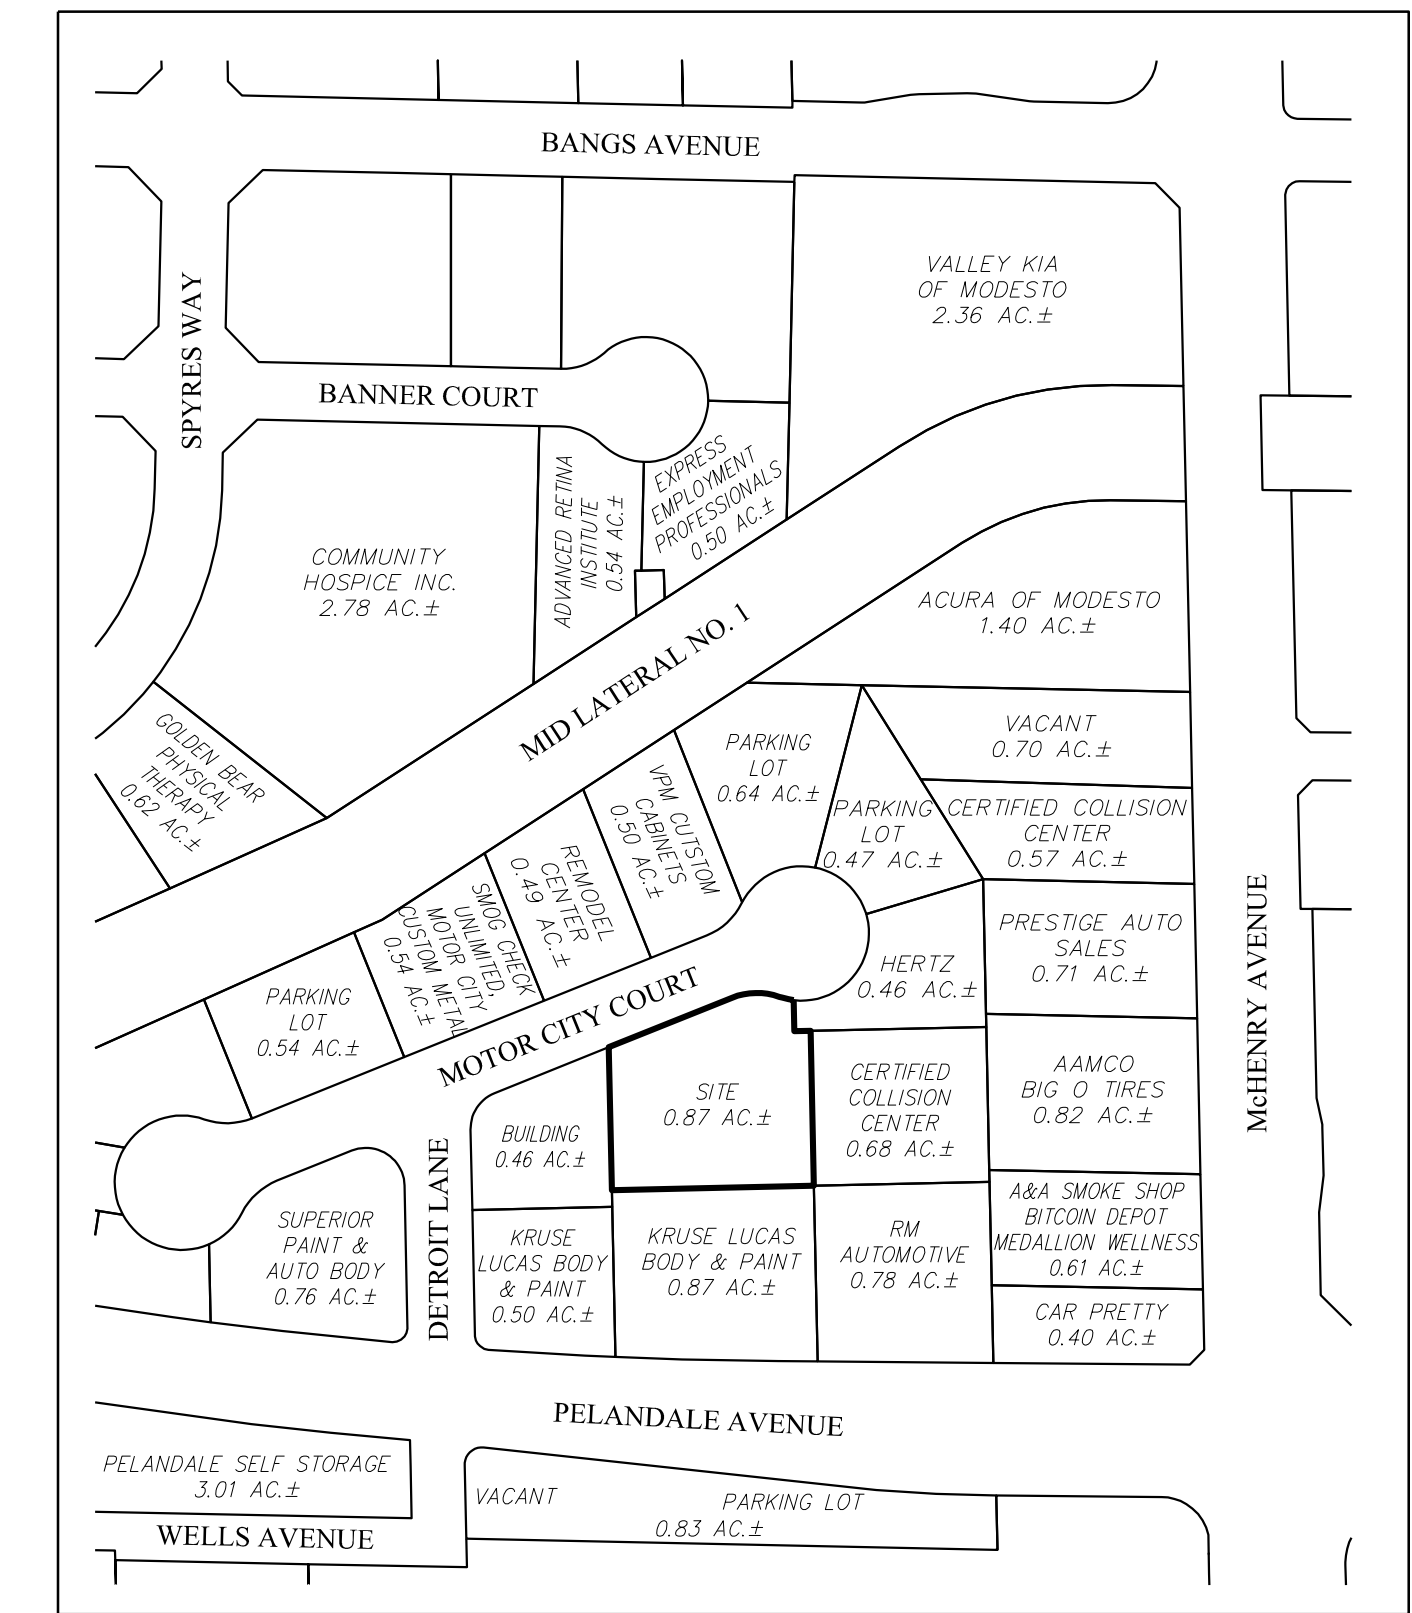 BANGS AVENUE
VALLEY KIA
OF MODESTO
2.36 AC.±
SPYRES WAY
BANNER COURT
EXPRESS
EMPLOYMENT
PROFESSIONALS
0.50 AC.±
ADVANCED RETINA
INSTITUTE
0.54 AC.±
COMMUNITY
HOSPICE INC.
2.78 AC.±
ACURA OF MODESTO
1.40 AC.±
MID LATERAL NO. 1
GOLDEN BEAR
PHYSICAL
THERAPY
0.62 AC.±
PARKING
LOT
0.64 AC.±
VACANT
0.70 AC.±
VPM CUTSTOM
CABINETS
0.50 AC.±
PARKING
LOT
0.47 AC.±
CERTIFIED COLLISION
CENTER
0.57 AC.±
REMODEL
CENTER
0.49 AC.±
SMOG CHECK
UNLIMITED,
MOTOR CITY
CUSTOM METAL
0.54 AC.±
PRESTIGE AUTO
SALES
0.71 AC.±
McHENRY AVENUE
HERTZ
0.46 AC.±
PARKING
LOT
0.54 AC.±
MOTOR CITY COURT
SITE
0.87 AC.±
CERTIFIED
COLLISION
CENTER
0.68 AC.±
AAMCO
BIG O TIRES
0.82 AC.±
BUILDING
0.46 AC.±
DETROIT LANE
SUPERIOR
PAINT &
AUTO BODY
0.76 AC.±
KRUSE
LUCAS BODY
& PAINT
0.50 AC.±
KRUSE LUCAS
BODY & PAINT
0.87 AC.±
RM
AUTOMOTIVE
0.78 AC.±
A&A SMOKE SHOP
BITCOIN DEPOT
MEDALLION WELLNESS
0.61 AC.±
CAR PRETTY
0.40 AC.±
PELANDALE AVENUE
PELANDALE SELF STORAGE
3.01 AC.±
VACANT
PARKING LOT
0.83 AC.±
WELLS AVENUE